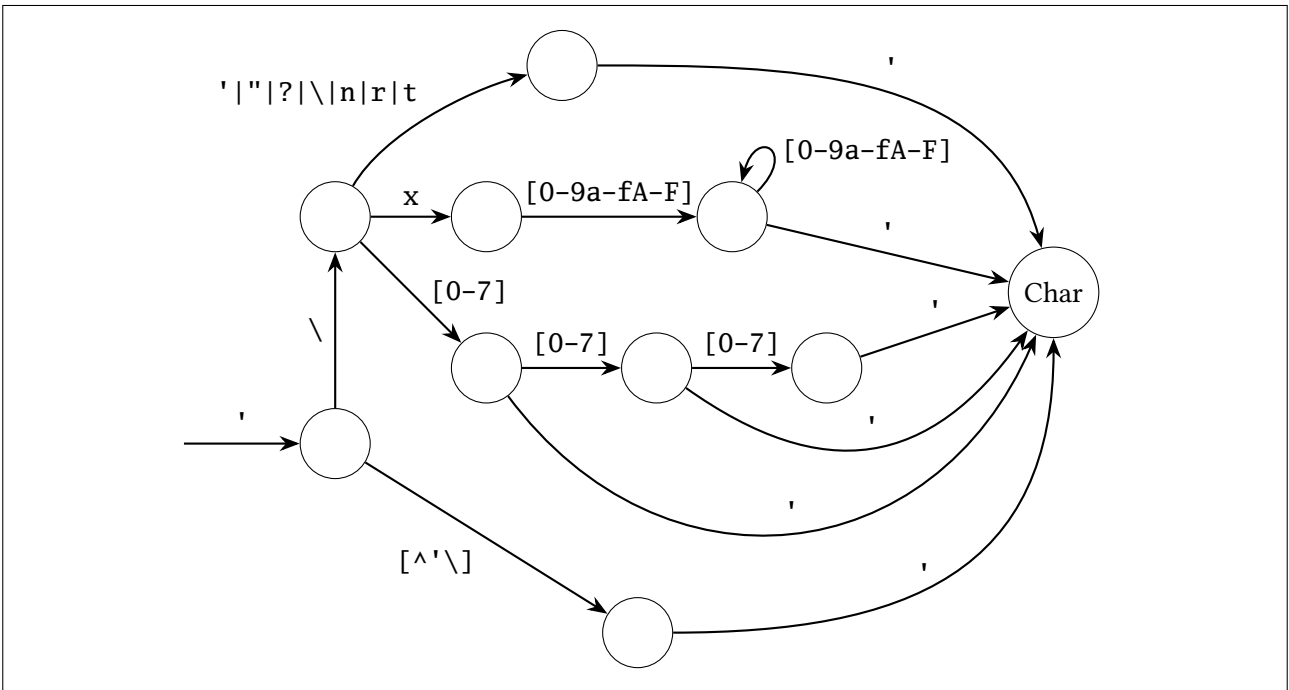 '
'|"|?|\|n|r|t
[0-9a-fA-F]
x
[0-9a-fA-F]
'
[0-7]
Char
'
\
[0-7]
[0-7]
'
'
'
[^'\]
'